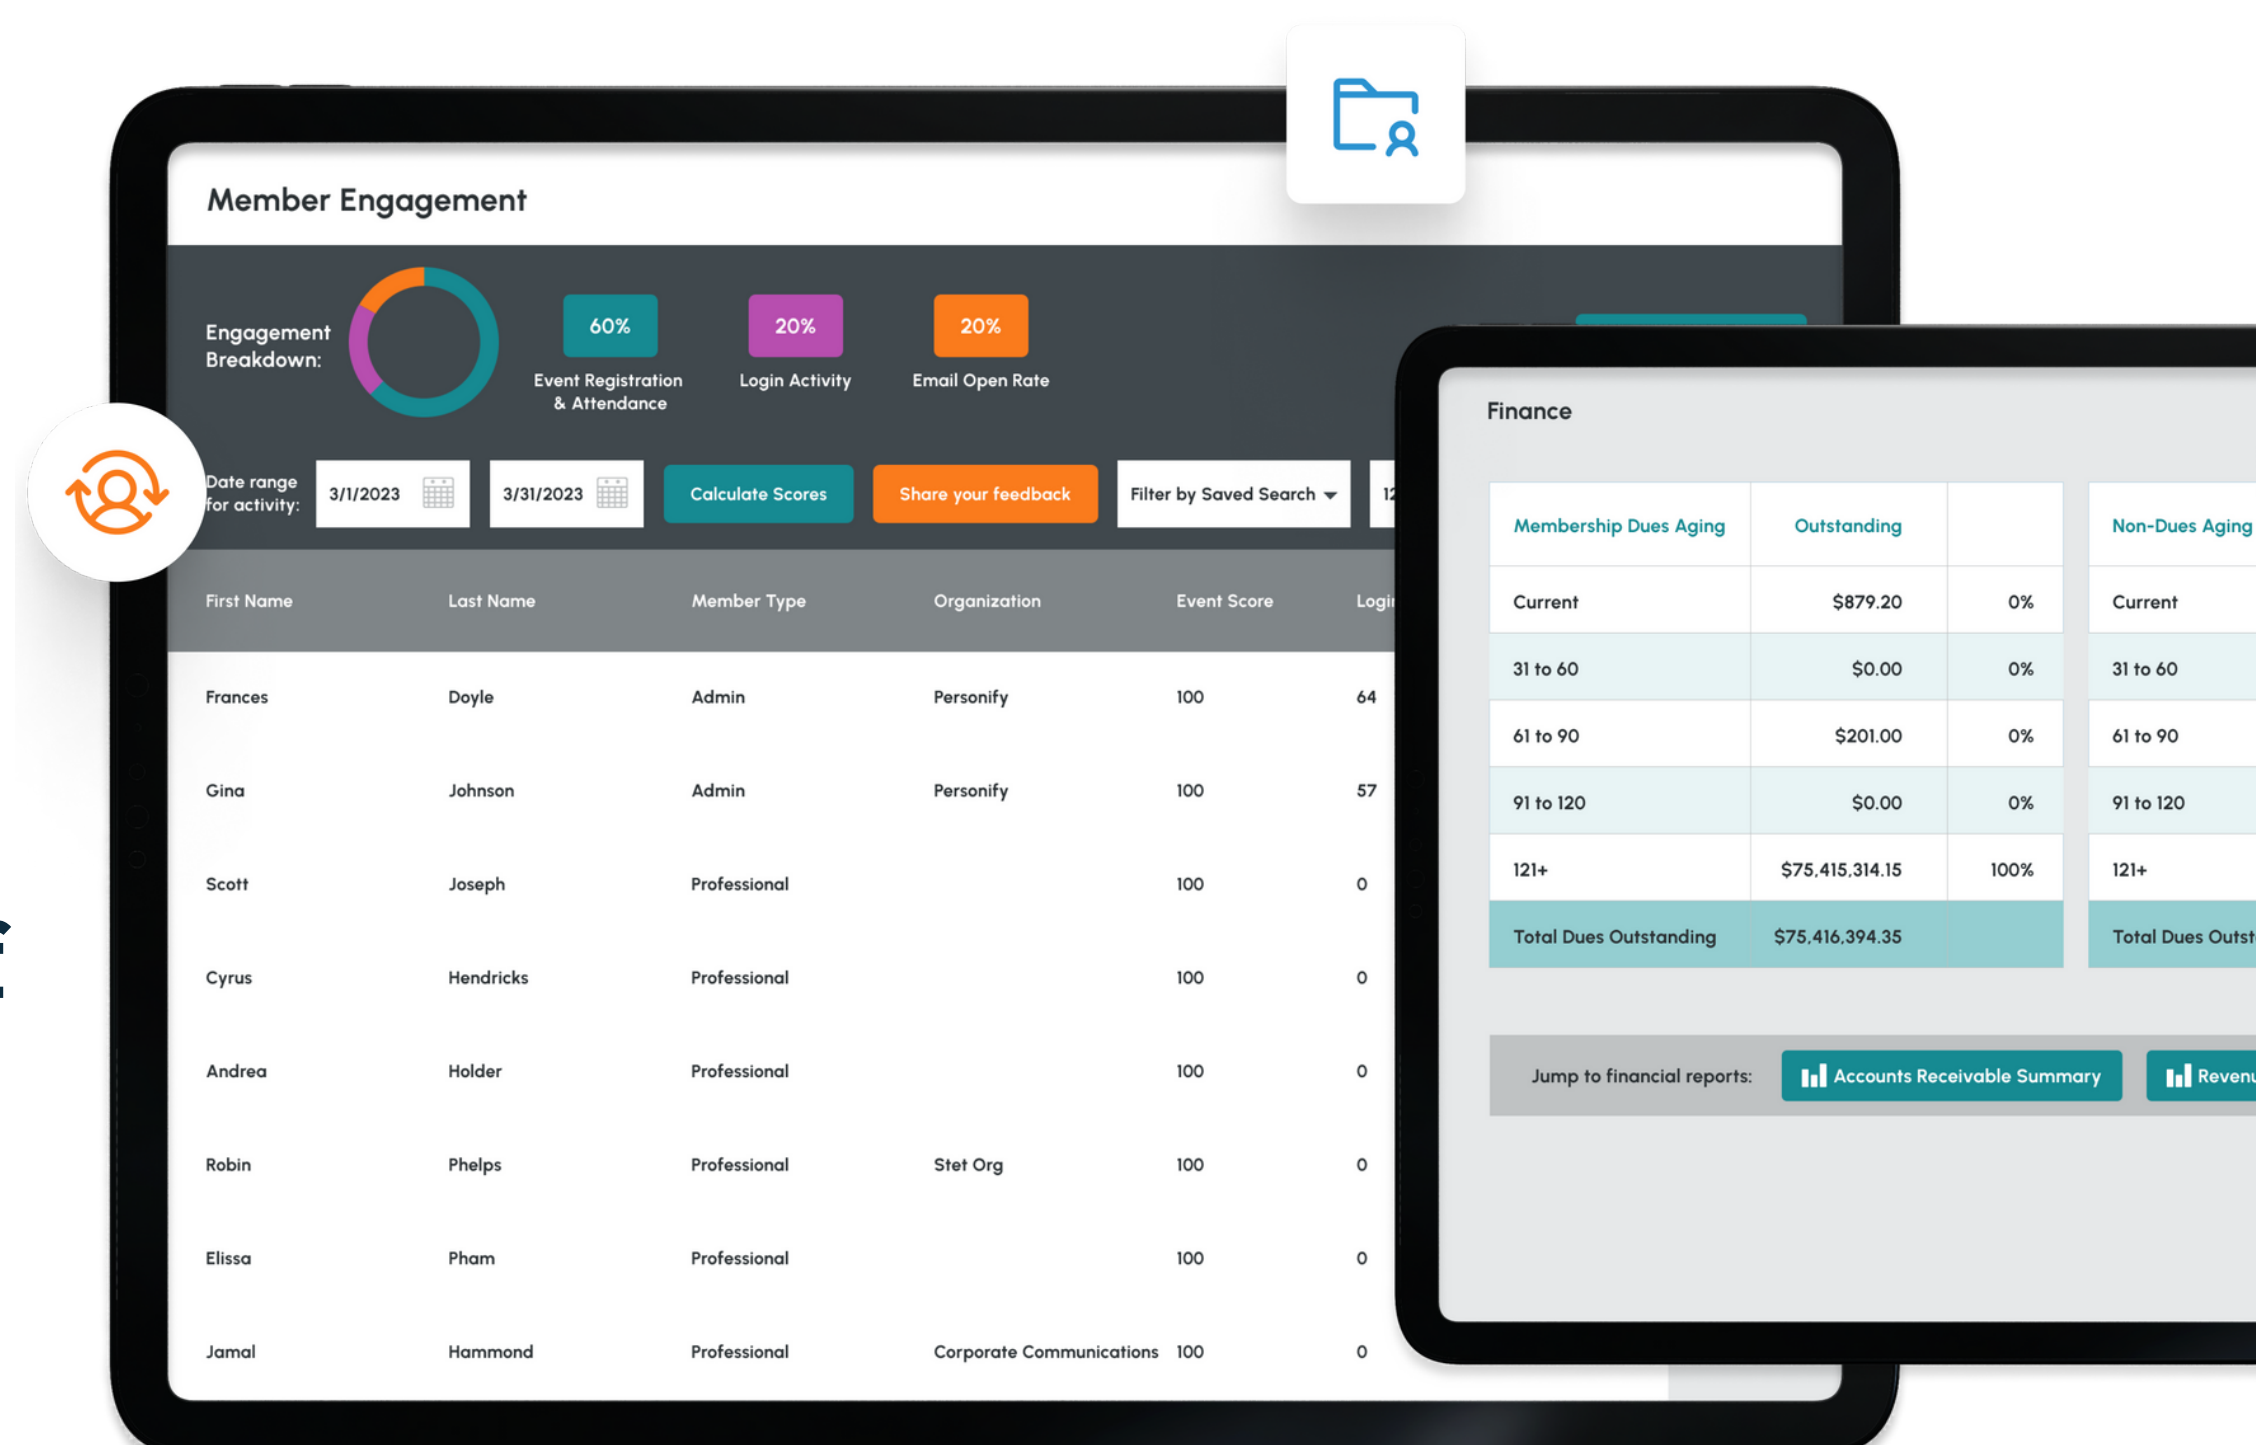 Member Engagement
Engagement
Breakdown:
60%
Event Registration
& Attendance
20%
Login Activity
20%
Email Open Rate
Date range
for activity:
3/1/2023
3/31/2023
Calculate Scores
Share your feedback
Filter by Saved Search
First Name Last Name Member Type Organization Event Score
Frances Doyle Admin Personify 100 64
Gina Johnson Admin Personify 100 57
Scott Joseph Professional 100 0
Cyrus Hendricks Professional 100 0
Andrea Holder Professional 100 0
Robin Phelps Professional Stet Org 100 0
Elissa Pham Professional 100 0
Jamal Hammond Professional Corporate Communications 100 0
Finance
Membership Dues Aging Outstanding
Current $879.20 0%
31 to 60 $0.00 0%
61 to 90 $201.00 0%
91 to 120 $0.00 0%
121+ $75,415,314.15 100%
Total Dues Outstanding $75,416,394.35
Non-Dues Aging
Current
31 to 60
61 to 90
91 to 120
121+
Total Dues
Jump to financial reports: Accounts Receivable Summary